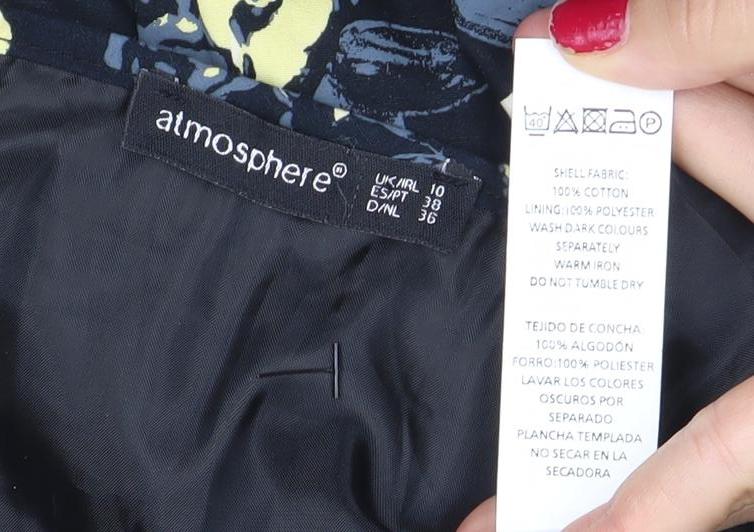 atmosphere®
UK/IRL 10
ES/PT 38
D/NL 36
40°
P
SHELL FABRIC:
100% COTTON
LINING:100% POLYESTER
WASH DARK COLOURS
SEPARATELY
WARM IRON
DO NOT TUMBLE DRY
TEJIDO DE CONCHA:
100% ALGODÓN
FORRO:100% POLIESTER
LAVAR LOS COLORES
OSCUROS POR
SEPARADO
PLANCHA TEMPLADA
NO SECAR EN LA
SECADORA